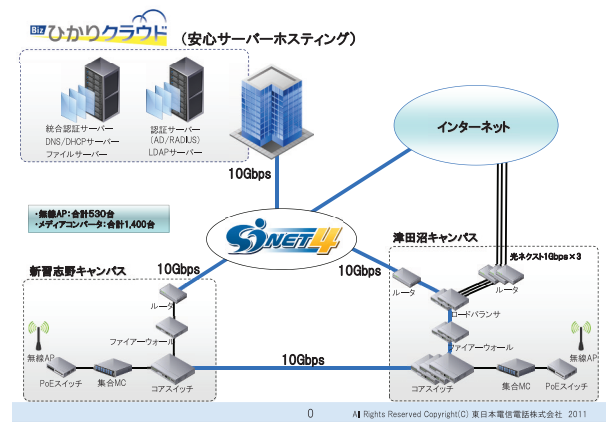 Bizひかりクラウド (安心サーバーホスティング)
統合認証サーバー
DNS/DHCPサーバー
ファイルサーバー
認証サーバー
(AD/RADIUS)
LDAPサーバー
インターネット
10Gbps
・無線AP:合計530台
・メディアコンバータ:合計1,400台
SINET4
津田沼キャンパス
新習志野キャンパス
10Gbps
10Gbps
光ネクスト1Gbps×3
ルータ
ルータ
ルータ
ロードバランサ
ファイアーウォール
ファイアーウォール
無線AP
無線AP
10Gbps
PoEスイッチ
集合MC
コアスイッチ
コアスイッチ
集合MC
PoEスイッチ
0
All Rights Reserved Copyright(C) 東日本電信電話株式会社 2011